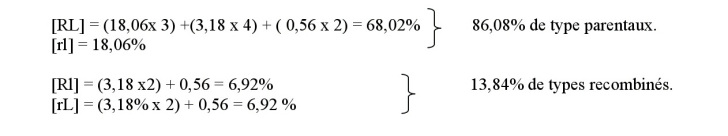 [RL] = (18,06x 3) +(3,18 x 4) + ( 0,56 x 2) = 68,02% 86,08% de type parentaux.
[rl] = 18,06%
[Rl] = (3,18 x2) + 0,56 = 6,92% 13,84% de types recombinés.
[rL] = (3,18% x 2) + 0,56 = 6,92 %